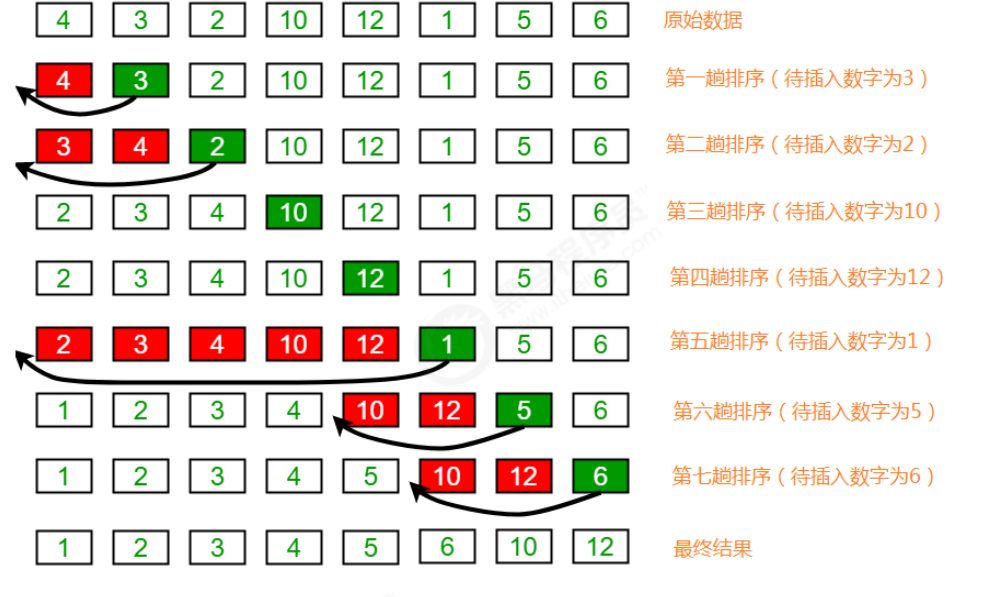 4 3 2 10 12 1 5 6 原始数据
4 3 2 10 12 1 5 6 第一趟排序（待插入数字为3）
3 4 2 10 12 1 5 6 第二趟排序（待插入数字为2）
2 3 4 10 12 1 5 6 第三趟排序（待插入数字为10）
2 3 4 10 12 1 5 6 第四趟排序（待插入数字为12）
2 3 4 10 12 1 5 6 第五趟排序（待插入数字为1）
1 2 3 4 10 12 5 6 第六趟排序（待插入数字为5）
1 2 3 4 5 10 12 6 第七趟排序（待插入数字为6）
1 2 3 4 5 6 10 12 最终结果